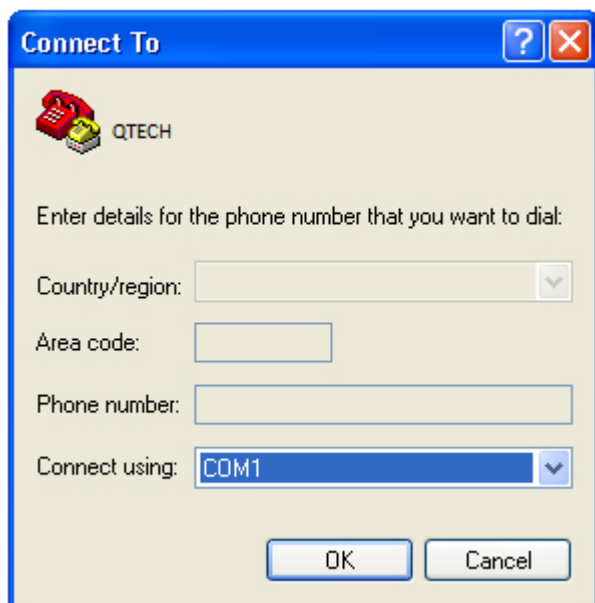 Connect To
QTECH
Enter details for the phone number that you want to dial:
Country/region:
Area code:
Phone number:
Connect using: COM1
OK Cancel